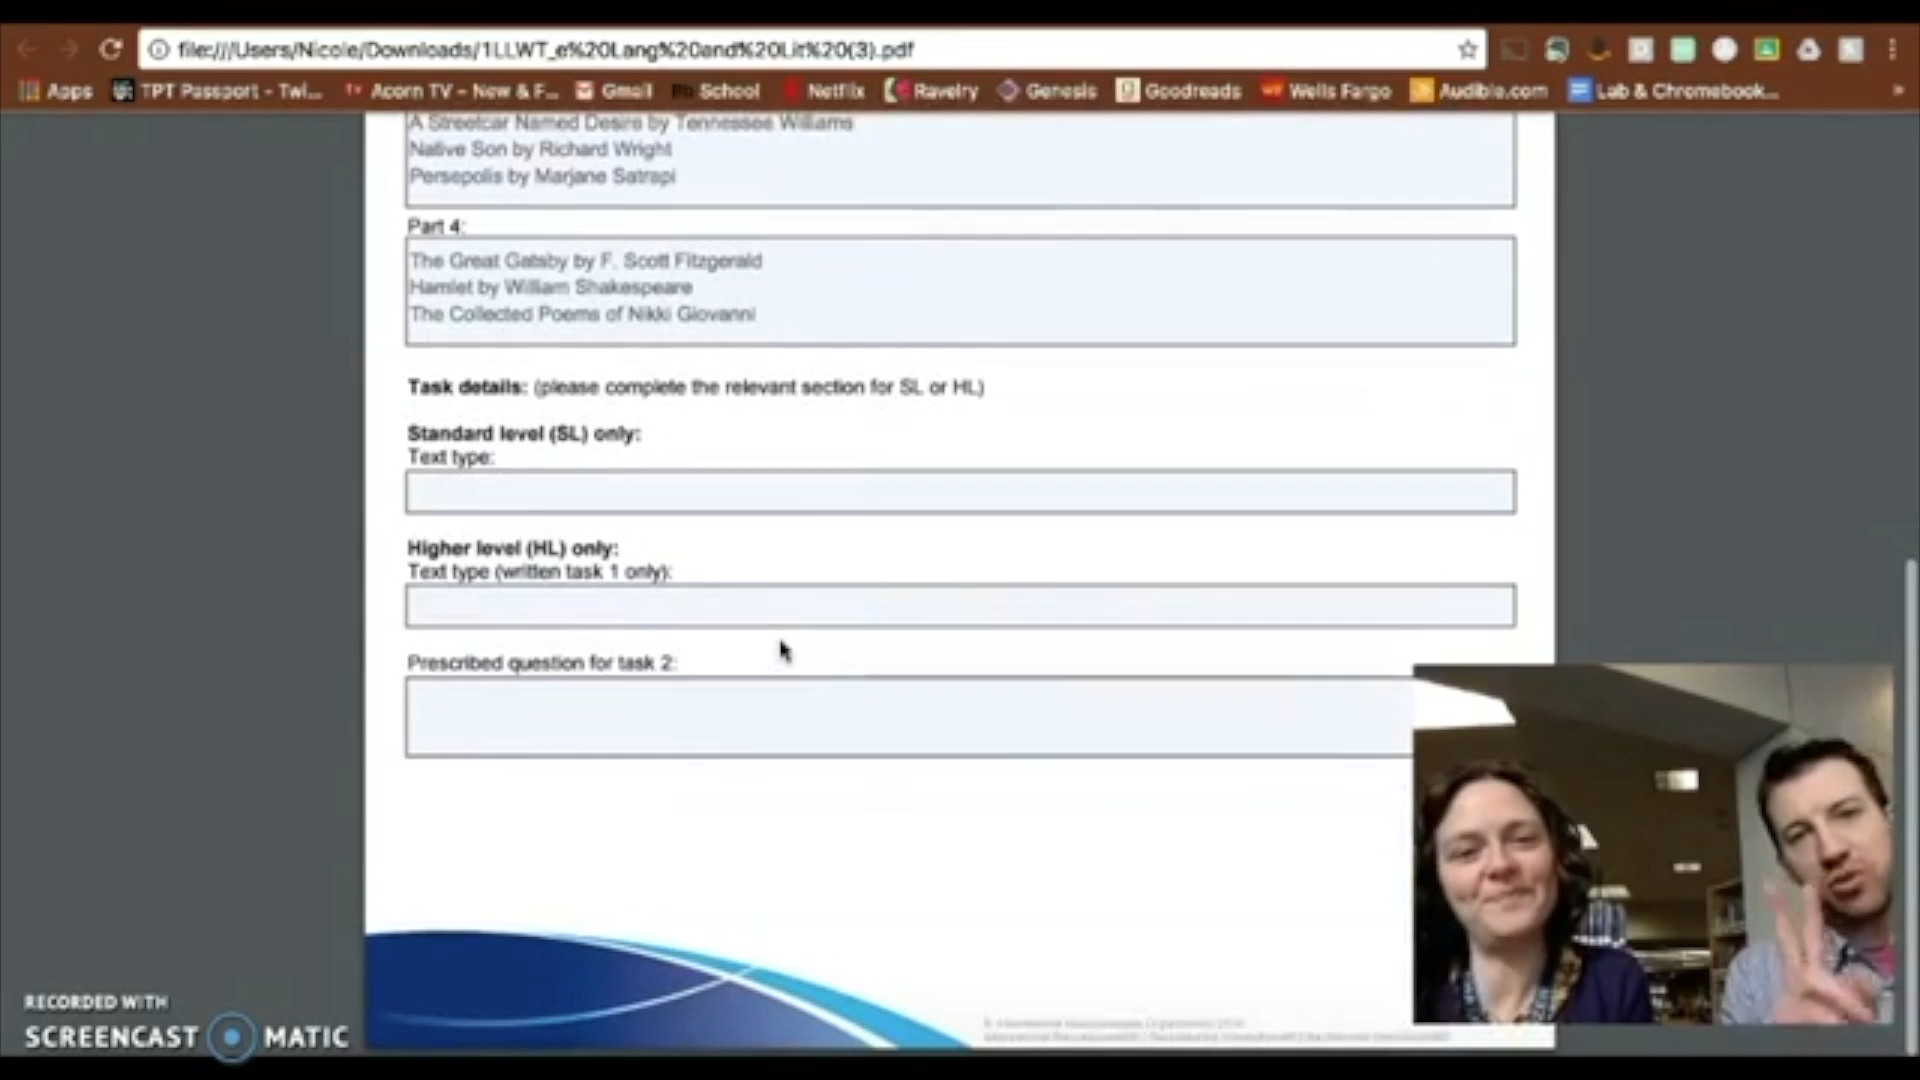 file:///Users/Nicole/Downloads/1LLWT_e%20Lang%20and%20Lit%20(3).pdf
Apps TPT Passport - Twi... Acorn TV - New & F... Gmail School Netflix Ravelry Genesis Goodreads Wells Fargo Audible.com Lab & Chromebook... »
A Streetcar Named Desire by Tennessee Williams
Native Son by Richard Wright
Persepolis by Marjane Satrapi
Part 4:
The Great Gatsby by F. Scott Fitzgerald
Hamlet by William Shakespeare
The Collected Poems of Nikki Giovanni
Task details: (please complete the relevant section for SL or HL)
Standard level (SL) only:
Text type:
Higher level (HL) only:
Text type (written task 1 only):
Prescribed question for task 2:
RECORDED WITH
SCREENCAST MATIC